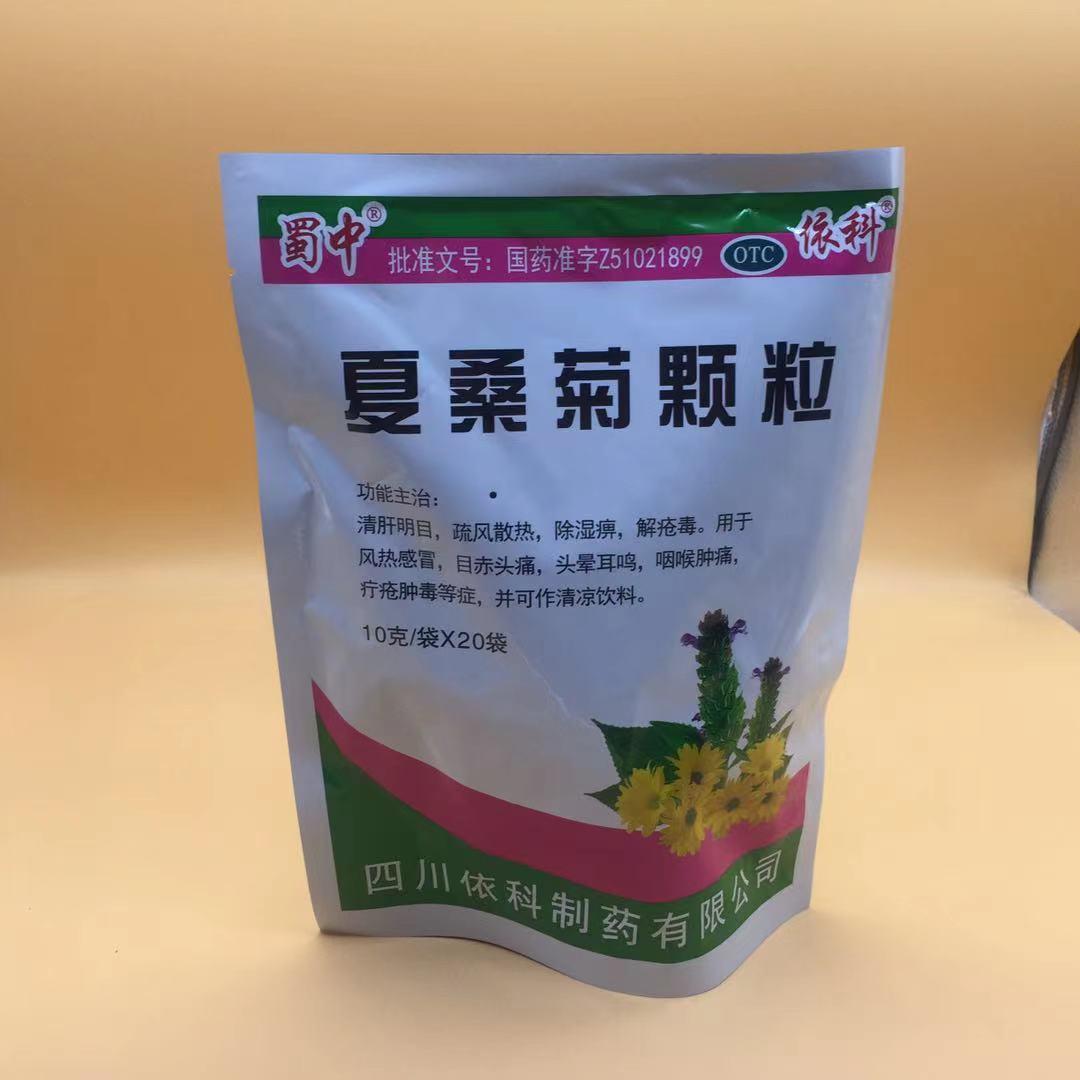 蜀中® 批准文号：国药准字Z51021899 OTC 依科®
夏桑菊颗粒
功能主治：
清肝明目，疏风散热，除湿痹，解疮毒。用于
风热感冒，目赤头痛，头晕耳鸣，咽喉肿痛，
疔疮肿毒等症，并可作清凉饮料。
10克/袋X20袋
四川依科制药有限公司